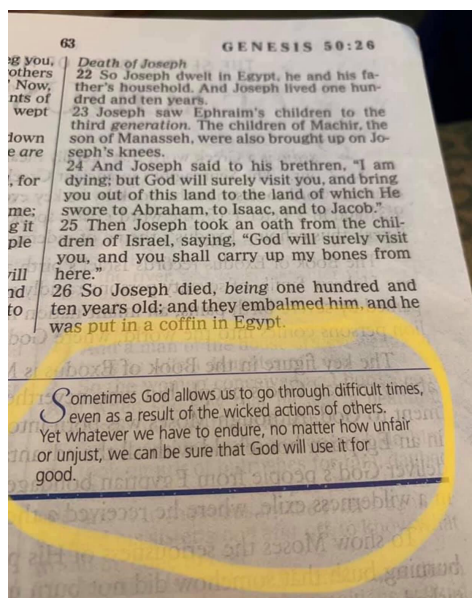 63 GENESIS 50:26
Death of Joseph
22 So Joseph dwelt in Egypt, he and his fa-
ther's household. And Joseph lived one hun-
dred and ten years.
23 Joseph saw Ephraim's children to the
third generation. The children of Machir, the
son of Manasseh, were also brought up on Jo-
seph's knees.
24 And Joseph said to his brethren, "I am
dying; but God will surely visit you, and bring
you out of this land to the land of which He
swore to Abraham, to Isaac, and to Jacob."
25 Then Joseph took an oath from the chil-
dren of Israel, saying, "God will surely visit
you, and you shall carry up my bones from
here."
26 So Joseph died, being one hundred and
ten years old; and they embalmed him, and he
was put in a coffin in Egypt.
Sometimes God allows us to go through difficult times,
even as a result of the wicked actions of others.
Yet whatever we have to endure, no matter how unfair
or unjust, we can be sure that God will use it for
good.